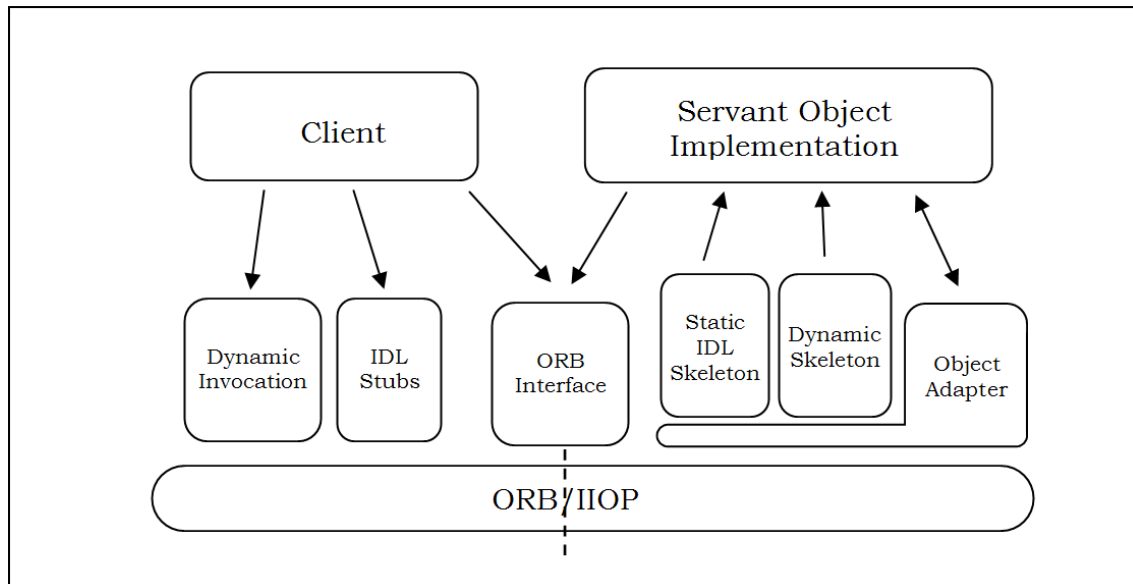 Client
Servant Object
Implementation
Dynamic
Invocation
IDL
Stubs
ORB
Interface
Static
IDL
Skeleton
Dynamic
Skeleton
Object
Adapter
ORB/IIOP